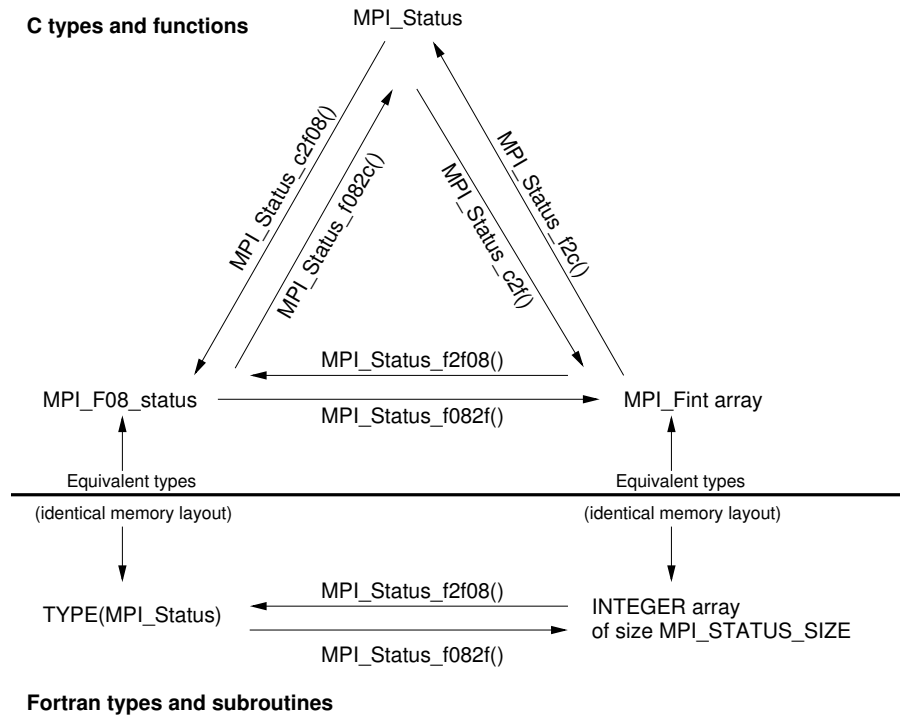 C types and functions
MPI_Status
MPI_Status_c2f08()
MPI_Status_f082c()
MPI_Status_c2f()
MPI_Status_f2c()
MPI_Status_f2f08()
MPI_F08_status
MPI_Fint array
MPI_Status_f082f()
Equivalent types
Equivalent types
(identical memory layout)
(identical memory layout)
MPI_Status_f2f08()
TYPE(MPI_Status)
INTEGER array
of size MPI_STATUS_SIZE
MPI_Status_f082f()
Fortran types and subroutines